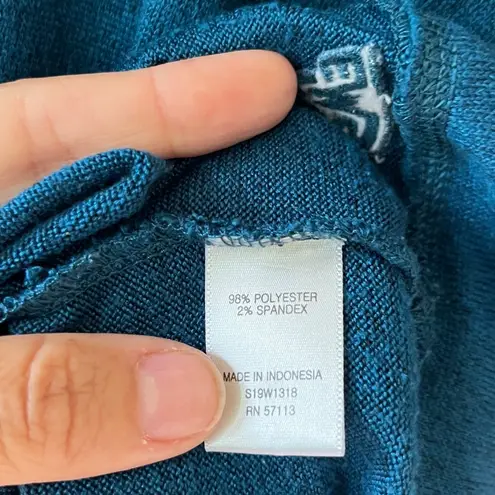 98% POLYESTER
2% SPANDEX
MADE IN INDONESIA
S19W1318
RN 57113